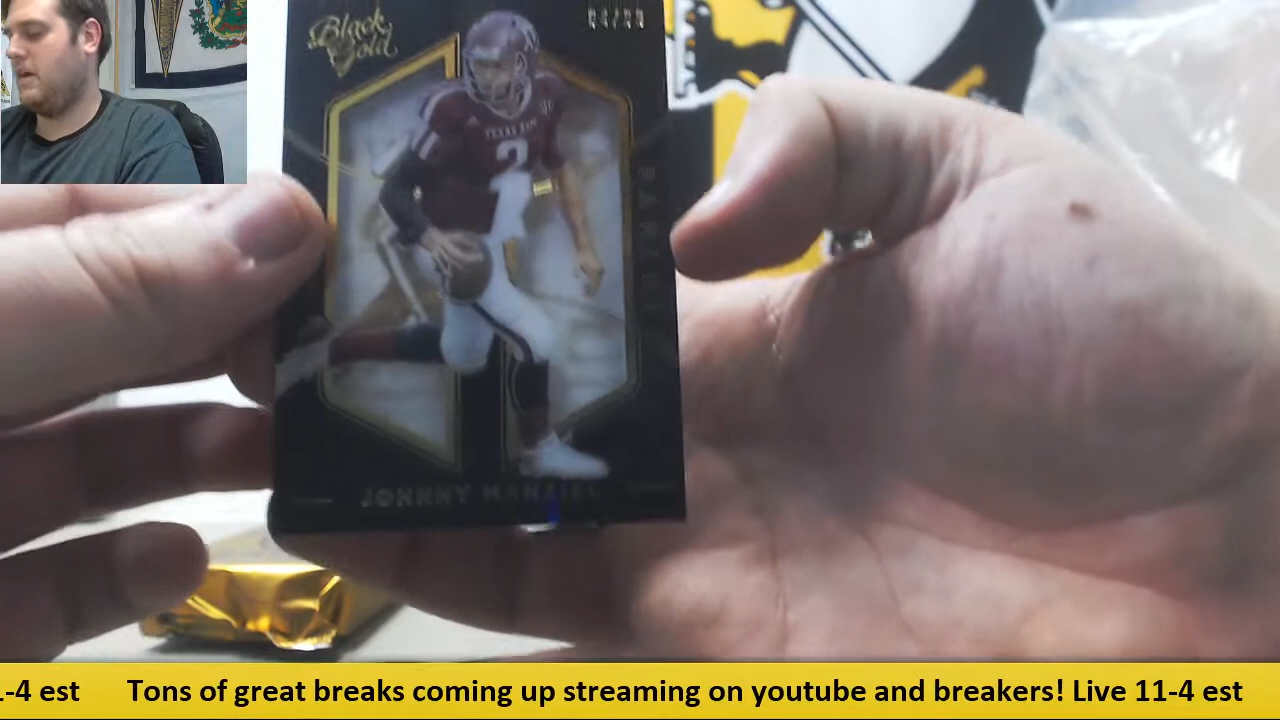 Black
Gold
TEXAS A&M
2
JOHNNY MANZIEL
-4 est Tons of great breaks coming up streaming on youtube and breakers! Live 11-4 est